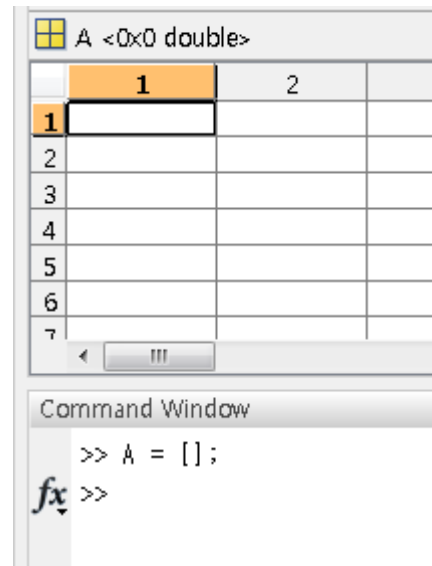 A <0x0 double>
1 2
1
2
3
4
5
6
7
Command Window
>> A = [];
fx >>